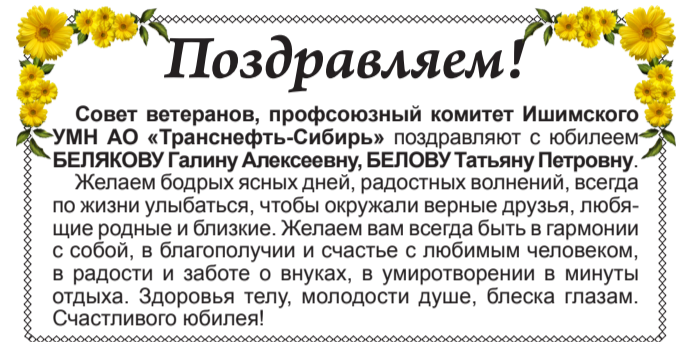 Поздравляем!
Совет ветеранов, профсоюзный комитет Ишимского
УМН АО «Транснефть-Сибирь» поздравляют с юбилеем
БЕЛЯКОВУ Галину Алексеевну, БЕЛОВУ Татьяну Петровну.
Желаем бодрых ясных дней, радостных волнений, всегда
по жизни улыбаться, чтобы окружали верные друзья, любя-
щие родные и близкие. Желаем вам всегда быть в гармонии
с собой, в благополучии и счастье с любимым человеком,
в радости и заботе о внуках, в умиротворении в минуты
отдыха. Здоровья телу, молодости душе, блеска глазам.
Счастливого юбилея!